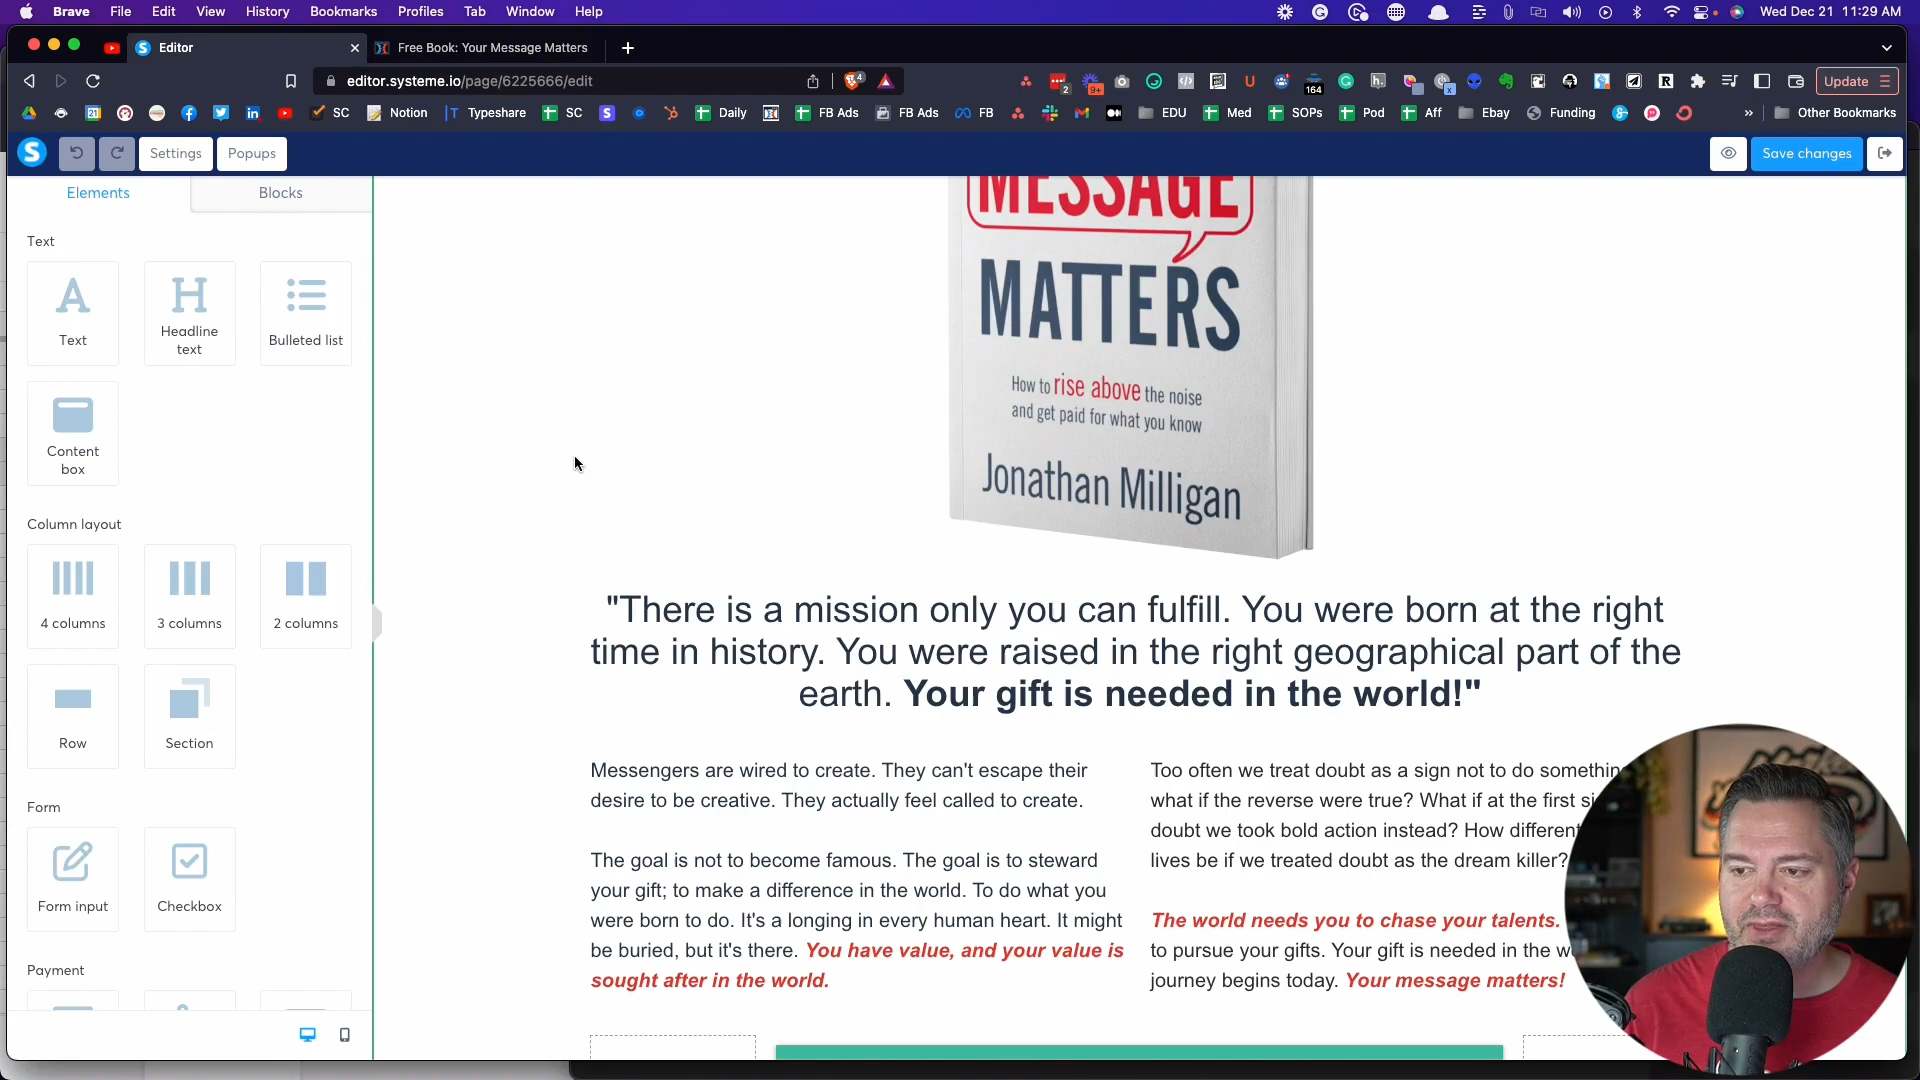 Brave File Edit View History Bookmarks Profiles Tab Window Help Wed Dec 21 11:29 AM
Editor Free Book: Your Message Matters
editor.systeme.io/page/6225666/edit 4 2 9+ 164 Update
21 SC Notion Typeshare SC Daily FB Ads FB Ads FB EDU Med SOPs Pod Aff Ebay Funding » Other Bookmarks
S Settings Popups Save changes
Elements Blocks
Text
Text
Headline
text
Bulleted list
Content
box
Column layout
4 columns 3 columns 2 columns
Row Section
Form
Form input Checkbox
Payment
MESSAGE
MATTERS
How to rise above the noise
and get paid for what you know
Jonathan Milligan
"There is a mission only you can fulfill. You were born at the right
time in history. You were raised in the right geographical part of the
earth. Your gift is needed in the world!"
Messengers are wired to create. They can't escape their
desire to be creative. They actually feel called to create.
The goal is not to become famous. The goal is to steward
your gift; to make a difference in the world. To do what you
were born to do. It's a longing in every human heart. It might
be buried, but it's there. You have value, and your value is
sought after in the world.
Too often we treat doubt as a sign not to do
what if the reverse were true? What if at the first
doubt we took bold action instead? How different
lives be if we treated doubt as the dream killer?
The world needs you to chase your talents.
to pursue your gifts. Your gift is needed in the
journey begins today. Your message matters!